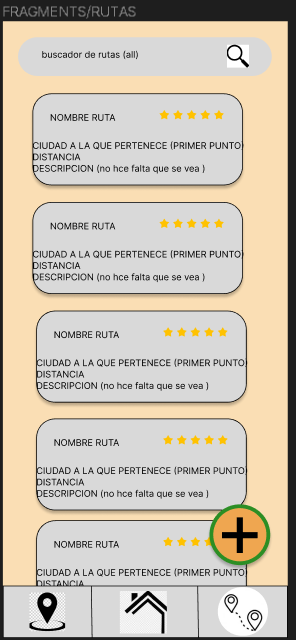 FRAGMENTS/RUTAS
buscador de rutas (all)
NOMBRE RUTA
CIUDAD A LA QUE PERTENECE (PRIMER PUNTO)
DISTANCIA
DESCRIPCION (no hce falta que se vea )
NOMBRE RUTA
CIUDAD A LA QUE PERTENECE (PRIMER PUNTO)
DISTANCIA
DESCRIPCION (no hce falta que se vea )
NOMBRE RUTA
CIUDAD A LA QUE PERTENECE (PRIMER PUNTO)
DISTANCIA
DESCRIPCION (no hce falta que se vea )
NOMBRE RUTA
CIUDAD A LA QUE PERTENECE (PRIMER PUNTO)
DISTANCIA
DESCRIPCION (no hce falta que se vea )
NOMBRE RUTA
CIUDAD A LA QUE PERTENECE (PRIMER PUNTO)
DISTANCIA